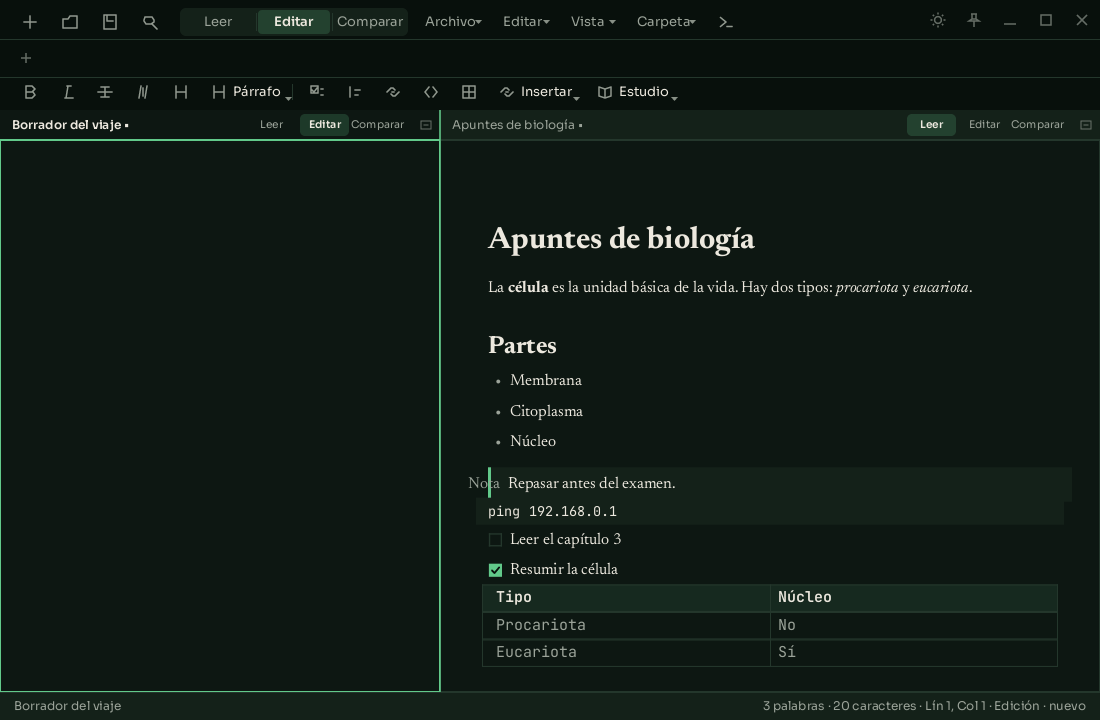 Leer Editar Comparar Archivo Editar Vista Carpeta
Párrafo Insertar Estudio
Borrador del viaje • Leer Editar Comparar
Apuntes de biología • Leer Editar Comparar
Apuntes de biología
La célula es la unidad básica de la vida. Hay dos tipos: procariota y eucariota.
Partes
• Membrana
• Citoplasma
• Núcleo
Nota Repasar antes del examen.
ping 192.168.0.1
Leer el capítulo 3
Resumir la célula
Tipo Núcleo
Procariota No
Eucariota Sí
Borrador del viaje 3 palabras · 20 caracteres · Lín 1, Col 1 · Edición · nuevo